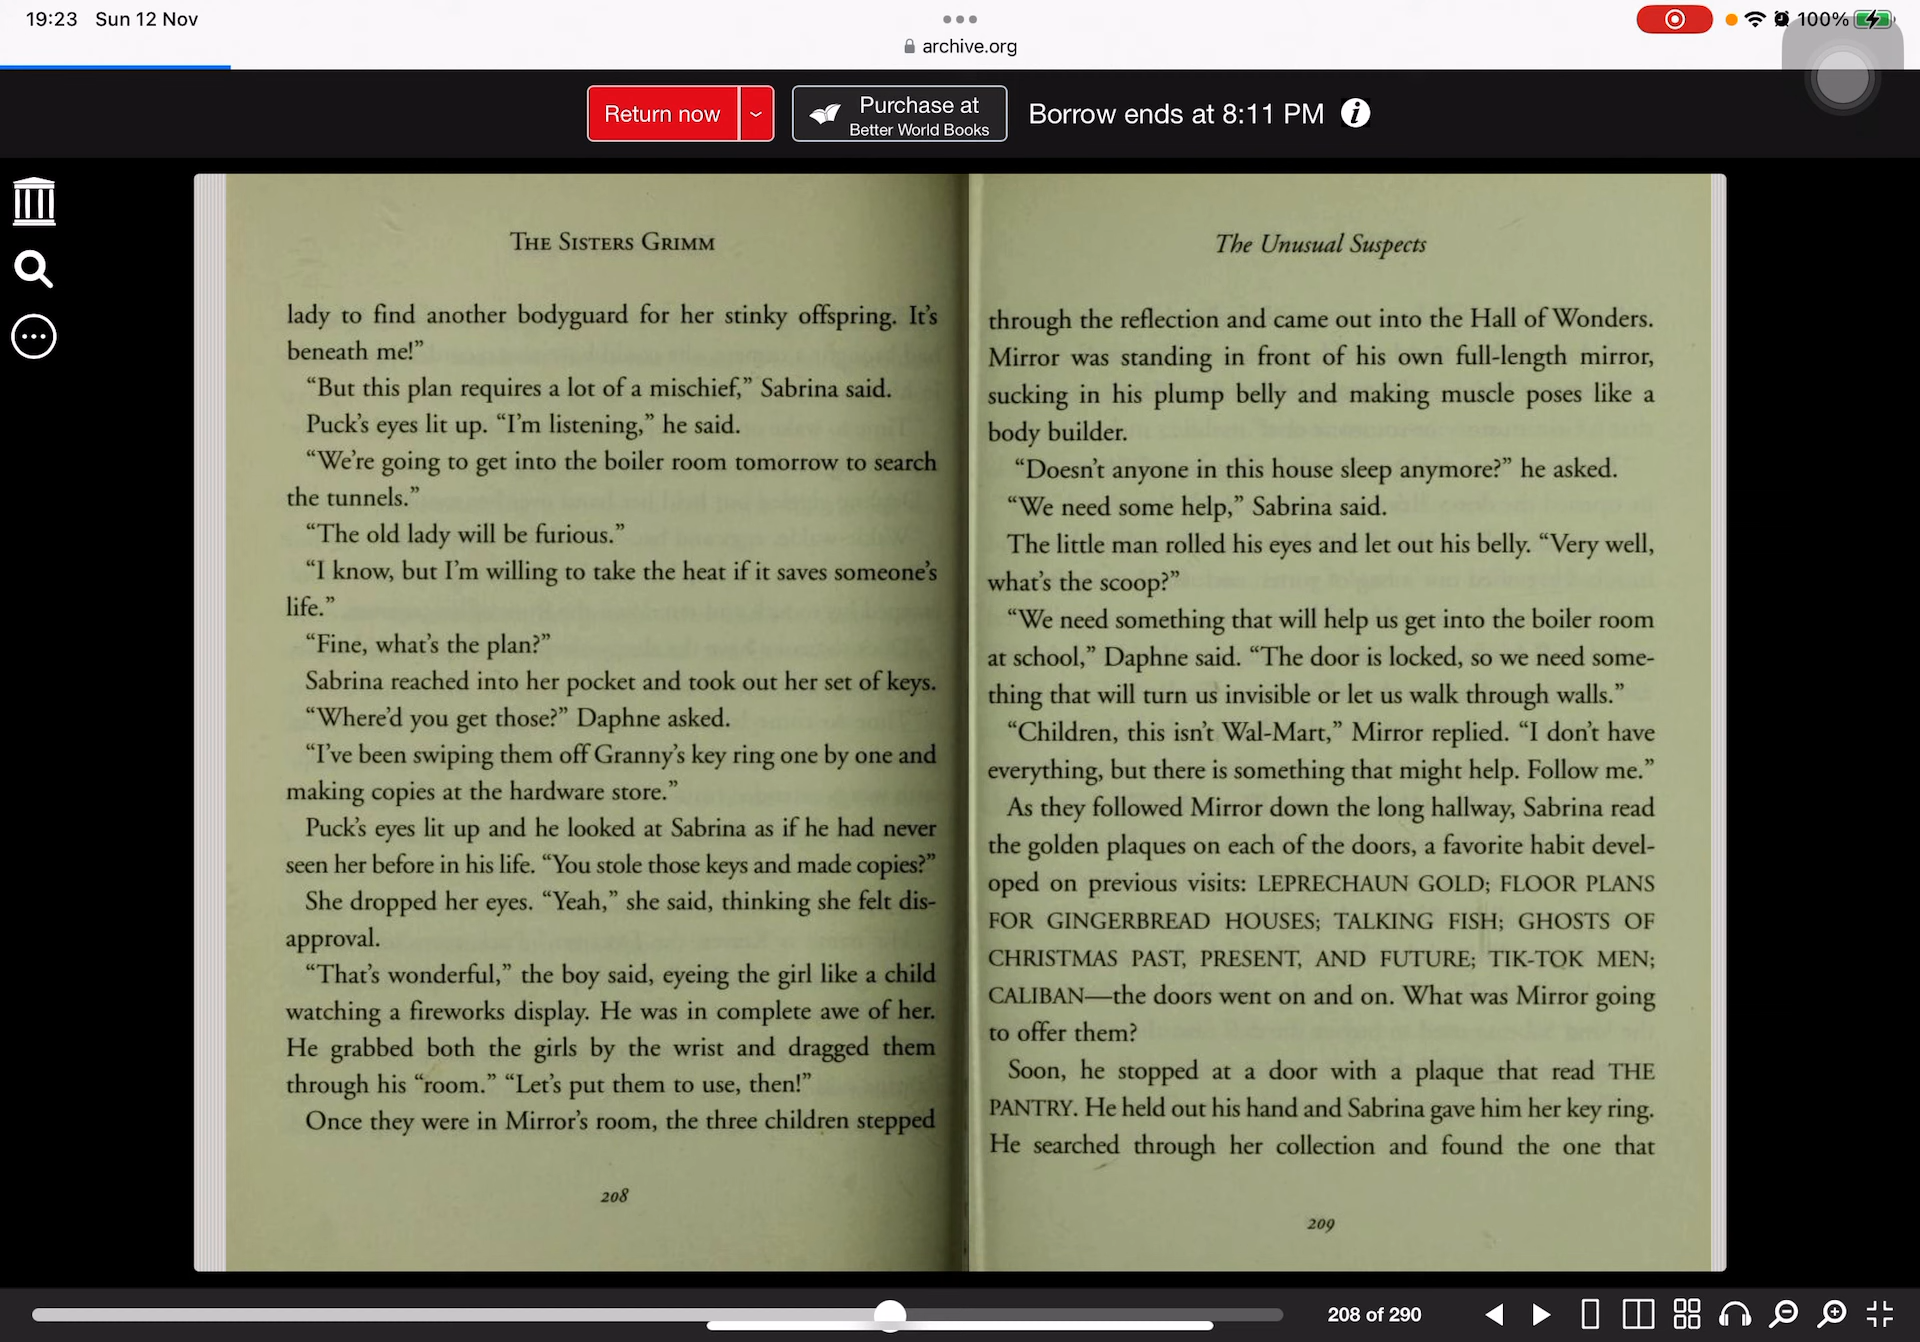 19:23 Sun 12 Nov
100%
archive.org
Return now
Purchase at
Better World Books
Borrow ends at 8:11 PM
THE SISTERS GRIMM
lady to find another bodyguard for her stinky offspring. It's
beneath me!”
“But this plan requires a lot of a mischief,” Sabrina said.
Puck's eyes lit up. “I'm listening,” he said.
“We're going to get into the boiler room tomorrow to search
the tunnels.”
“The old lady will be furious.”
“I know, but I'm willing to take the heat if it saves someone's
life.”
“Fine, what's the plan?”
Sabrina reached into her pocket and took out her set of keys.
“Where'd you get those?” Daphne asked.
“I've been swiping them off Granny's key ring one by one and
making copies at the hardware store.”
Puck's eyes lit up and he looked at Sabrina as if he had never
seen her before in his life. “You stole those keys and made copies?”
She dropped her eyes. “Yeah,” she said, thinking she felt dis-
approval.
“That's wonderful,” the boy said, eyeing the girl like a child
watching a fireworks display. He was in complete awe of her.
He grabbed both the girls by the wrist and dragged them
through his “room.” “Let's put them to use, then!”
Once they were in Mirror's room, the three children stepped
208
The Unusual Suspects
through the reflection and came out into the Hall of Wonders.
Mirror was standing in front of his own full-length mirror,
sucking in his plump belly and making muscle poses like a
body builder.
“Doesn't anyone in this house sleep anymore?” he asked.
“We need some help,” Sabrina said.
The little man rolled his eyes and let out his belly. “Very well,
what's the scoop?”
“We need something that will help us get into the boiler room
at school,” Daphne said. “The door is locked, so we need some-
thing that will turn us invisible or let us walk through walls.”
“Children, this isn't Wal-Mart,” Mirror replied. “I don't have
everything, but there is something that might help. Follow me.”
As they followed Mirror down the long hallway, Sabrina read
the golden plaques on each of the doors, a favorite habit devel-
oped on previous visits: LEPRECHAUN GOLD; FLOOR PLANS
FOR GINGERBREAD HOUSES; TALKING FISH; GHOSTS OF
CHRISTMAS PAST, PRESENT, AND FUTURE; TIK-TOK MEN;
CALIBAN—the doors went on and on. What was Mirror going
to offer them?
Soon, he stopped at a door with a plaque that read THE
PANTRY. He held out his hand and Sabrina gave him her key ring.
He searched through her collection and found the one that
209
208 of 290